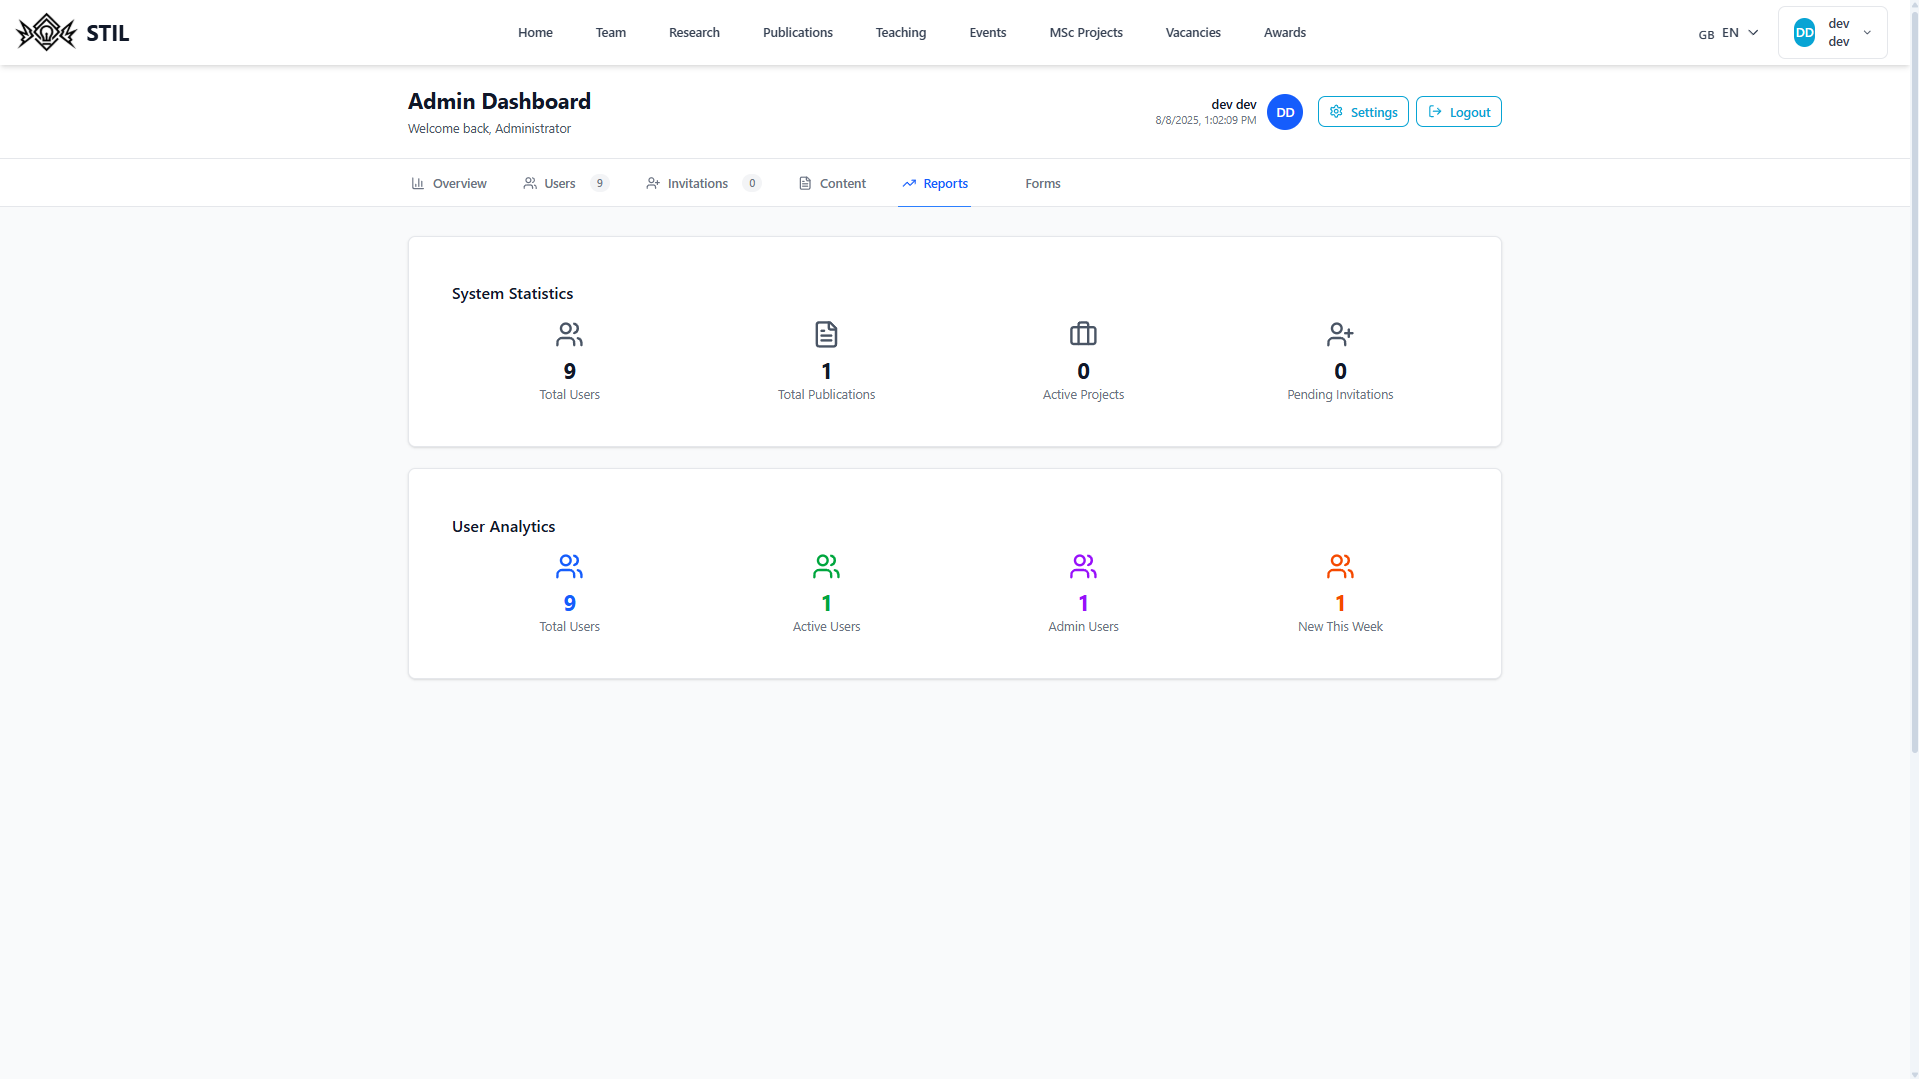 STIL
Home Team Research Publications Teaching Events MSc Projects Vacancies Awards
GB EN
DD
dev
dev
Admin Dashboard
Welcome back, Administrator
dev dev
8/8/2025, 1:02:09 PM
DD
Settings
Logout
Overview Users 9 Invitations 0 Content Reports Forms
System Statistics
9 1 0 0
Total Users Total Publications Active Projects Pending Invitations
User Analytics
9 1 1 1
Total Users Active Users Admin Users New This Week